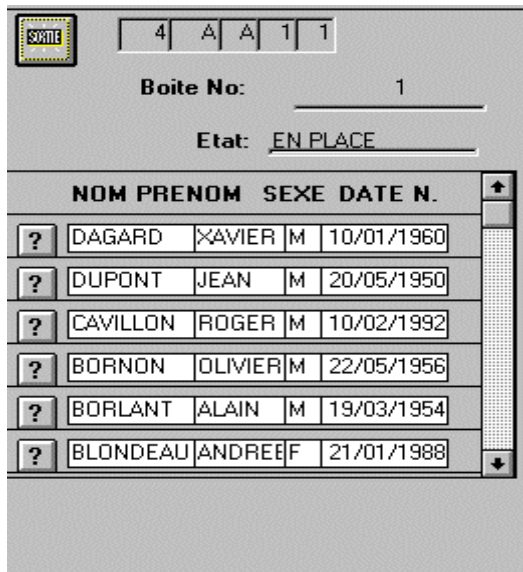 SORTIE 4 A A 1 1
Boite No: 1
Etat: EN PLACE
NOM PRENOM SEXE DATE N.
? DAGARD XAVIER M 10/01/1960
? DUPONT JEAN M 20/05/1950
? CAVILLON ROGER M 10/02/1992
? BORNON OLIVIER M 22/05/1956
? BORLANT ALAIN M 19/03/1954
? BLONDEAU ANDREE F 21/01/1988